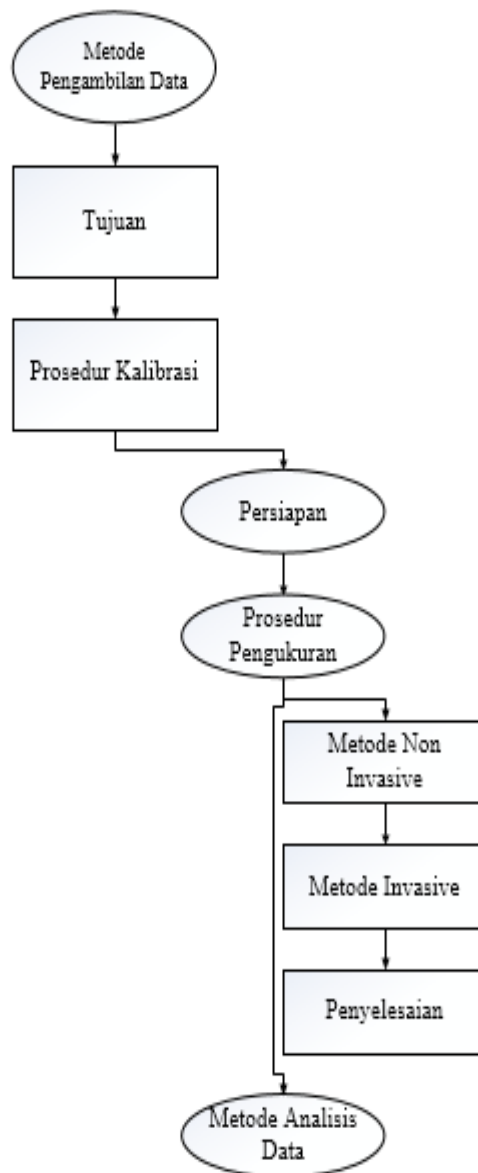 Metode
Pengambilan Data
Tujuan
Prosedur Kalibrasi
Persiapan
Prosedur
Pengukuran
Metode Non
Invasive
Metode Invasive
Penyelesaian
Metode Analisis
Data